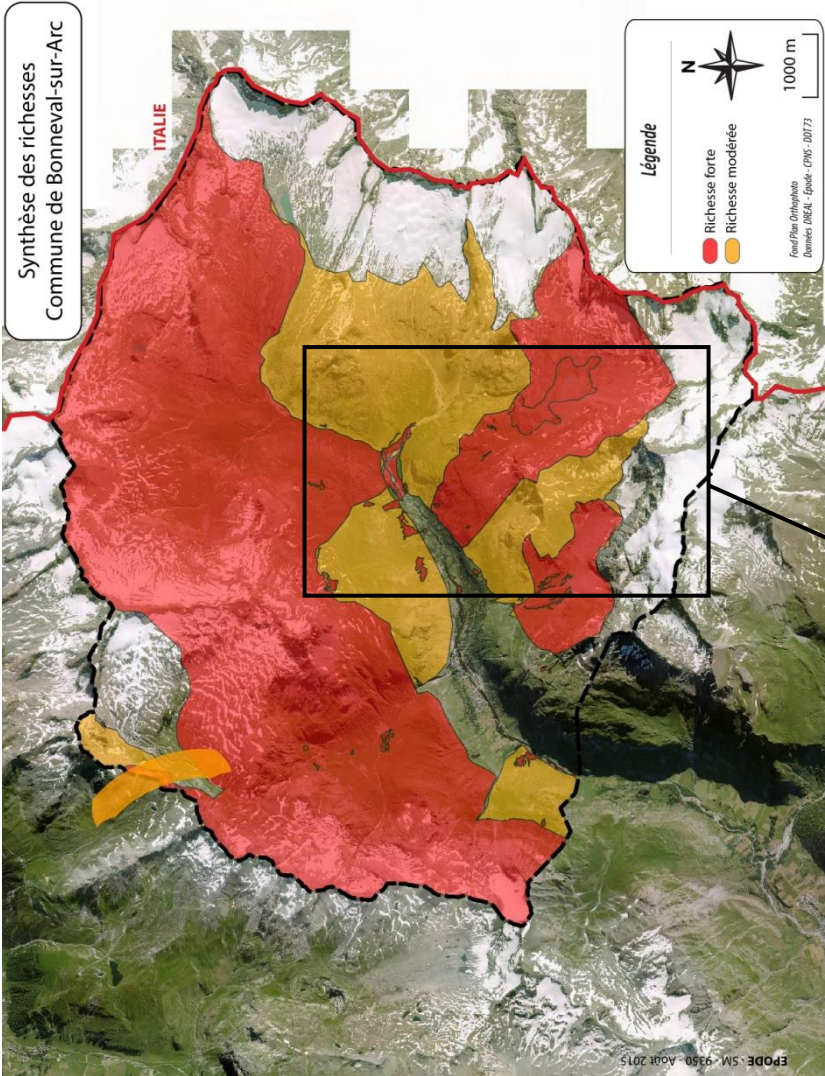 Synthèse des richesses
Commune de Bonneval-sur-Arc
ITALIE
Légende
N
Richesse forte
Richesse modérée
1000 m
Fond Plan Orthophoto
Données DREAL - Epode - CPNS - DDT73
EPODE - SM - 9350 - Août 2015